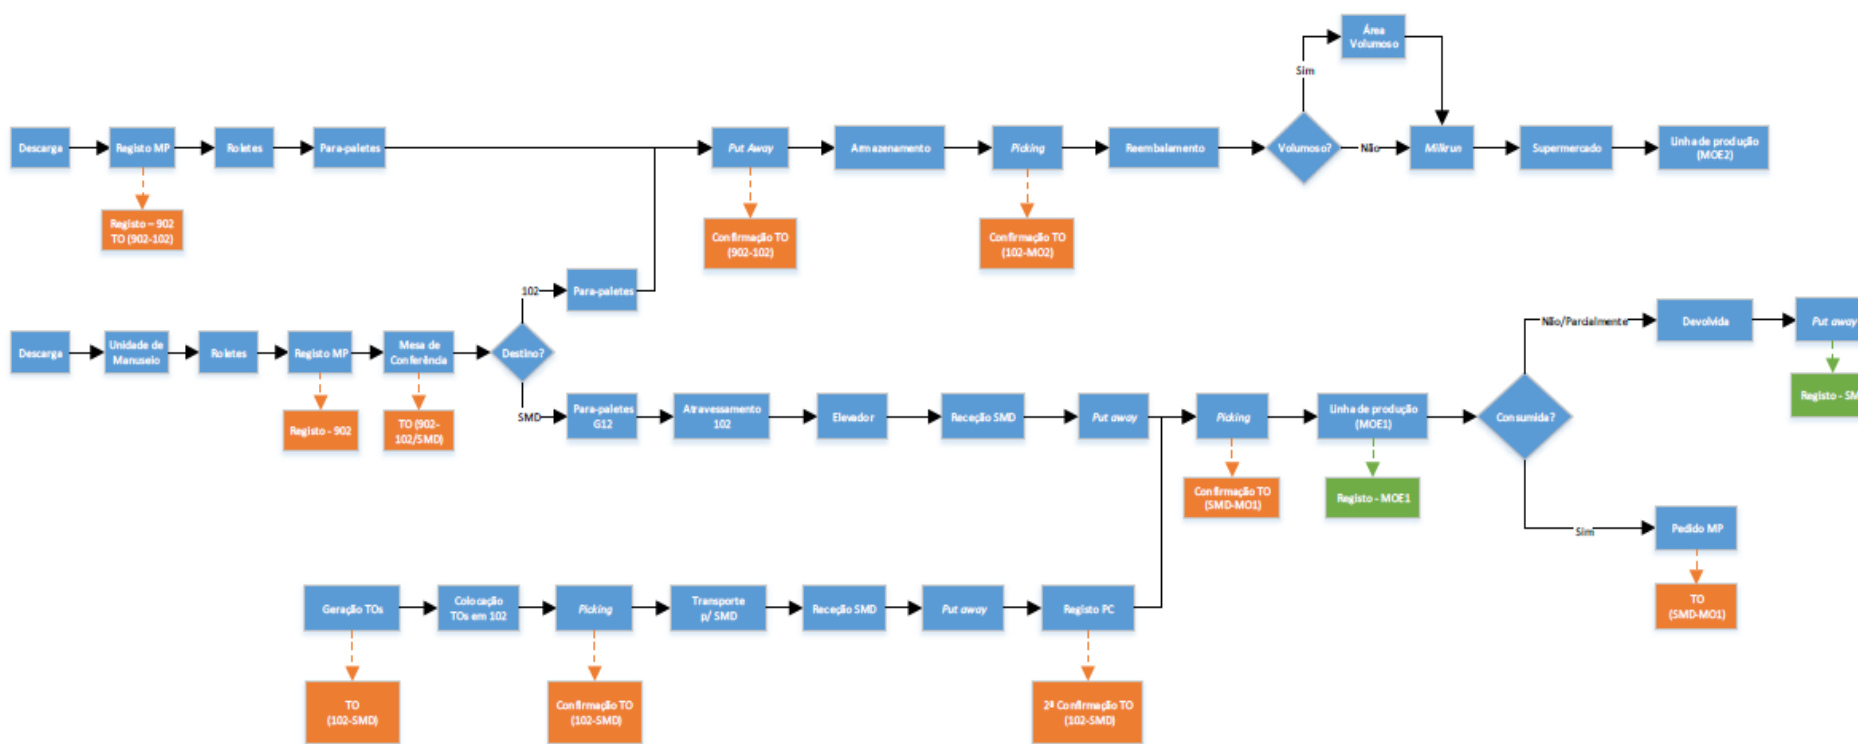 Área
Volumoso
Sim
Descarga
Registo MP
Roletes
Para-paletes
Put Away
Armazenamento
Picking
Reembalamento
Volumoso?
Não
Milkrun
Supermercado
Linha de produção
(MOE2)
Registo – 902
TO (902-102)
Confirmação TO
(902-102)
Confirmação TO
(102-MO2)
102
Para-paletes
Descarga
Unidade de
Manuseio
Roletes
Registo MP
Mesa de
Conferência
Destino?
Não/Parcialmente
Devolvida
Put away
Registo - 902
TO (902-
102/SMD)
SMD
Para-paletes
G12
Atravessamento
102
Elevador
Receção SMD
Put away
Picking
Linha de produção
(MOE1)
Consumida?
Registo - SM
Confirmação TO
(SMD-MO1)
Registo - MOE1
Sim
Pedido MP
TO
(SMD-MO1)
Geração TOs
Colocação
TOs em 102
Picking
Transporte
p/ SMD
Receção SMD
Put away
Registo PC
TO
(102-SMD)
Confirmação TO
(102-SMD)
2ª Confirmação TO
(102-SMD)